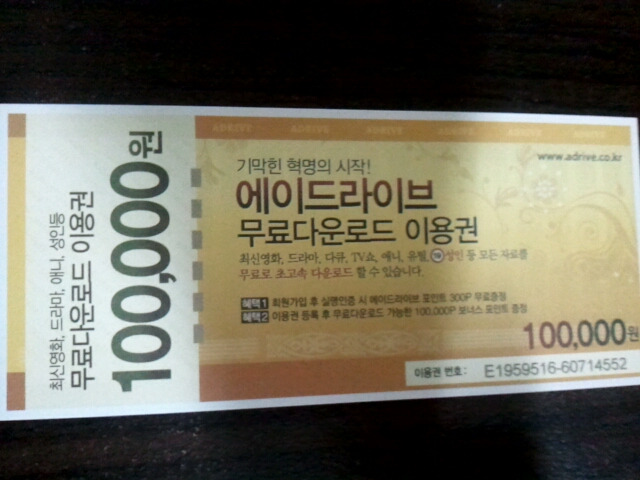 최신영화, 드라마, 애니, 성인등
무료다운로드 이용권
100,000원
ADRIVE ADRIVE ADRIVE ADRIVE ADRIVE
www.adrive.co.kr
기막힌 혁명의 시작!
에이드라이브
무료다운로드 이용권
최신영화, 드라마, 다큐, TV쇼, 애니, 유틸, 성인 등 모든 자료를
무료로 초고속 다운로드 할 수 있습니다.
혜택1 회원가입 후 실명인증 시 에이드라이브 포인트 300P 무료증정
혜택2 이용권 등록 후 무료다운로드 가능한 100,000P 보너스 포인트 증정
100,000원
이용권 번호 : E1959516-60714552